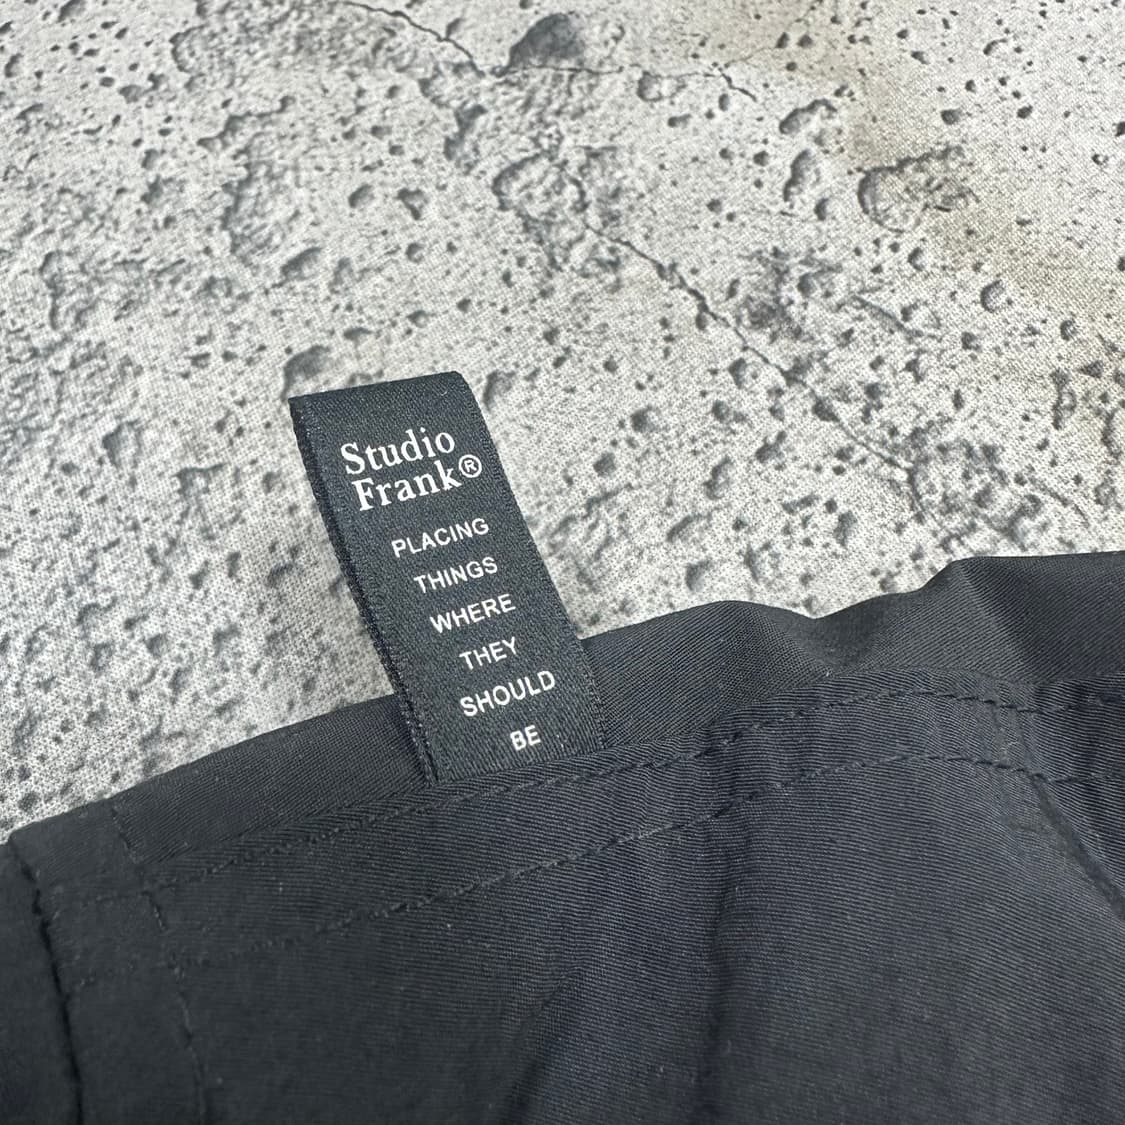 Studio
Frank®
PLACING
THINGS
WHERE
THEY
SHOULD
BE